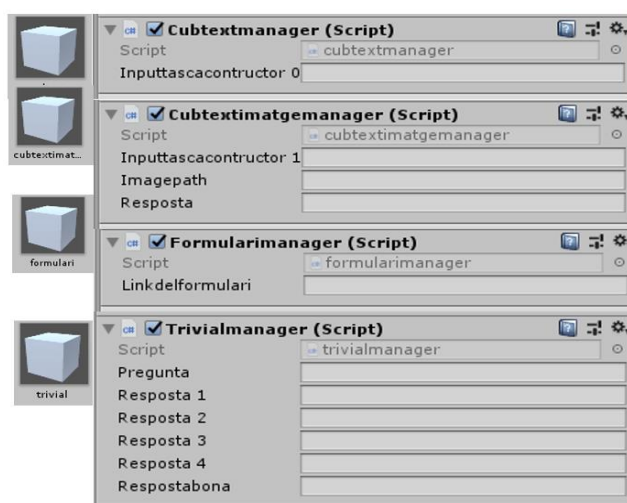 Cubtextmanager (Script)
Script cubtextmanager
Inputtascacontructor 0
cubtextimat...
Cubtextimatgemanager (Script)
Script cubtextimatgemanager
Inputtascacontructor 1
Imagepath
Resposta
formulari
Formularimanager (Script)
Script formularimanager
Linkdelformulari
trivial
Trivialmanager (Script)
Script trivialmanager
Pregunta
Resposta 1
Resposta 2
Resposta 3
Resposta 4
Respostabona